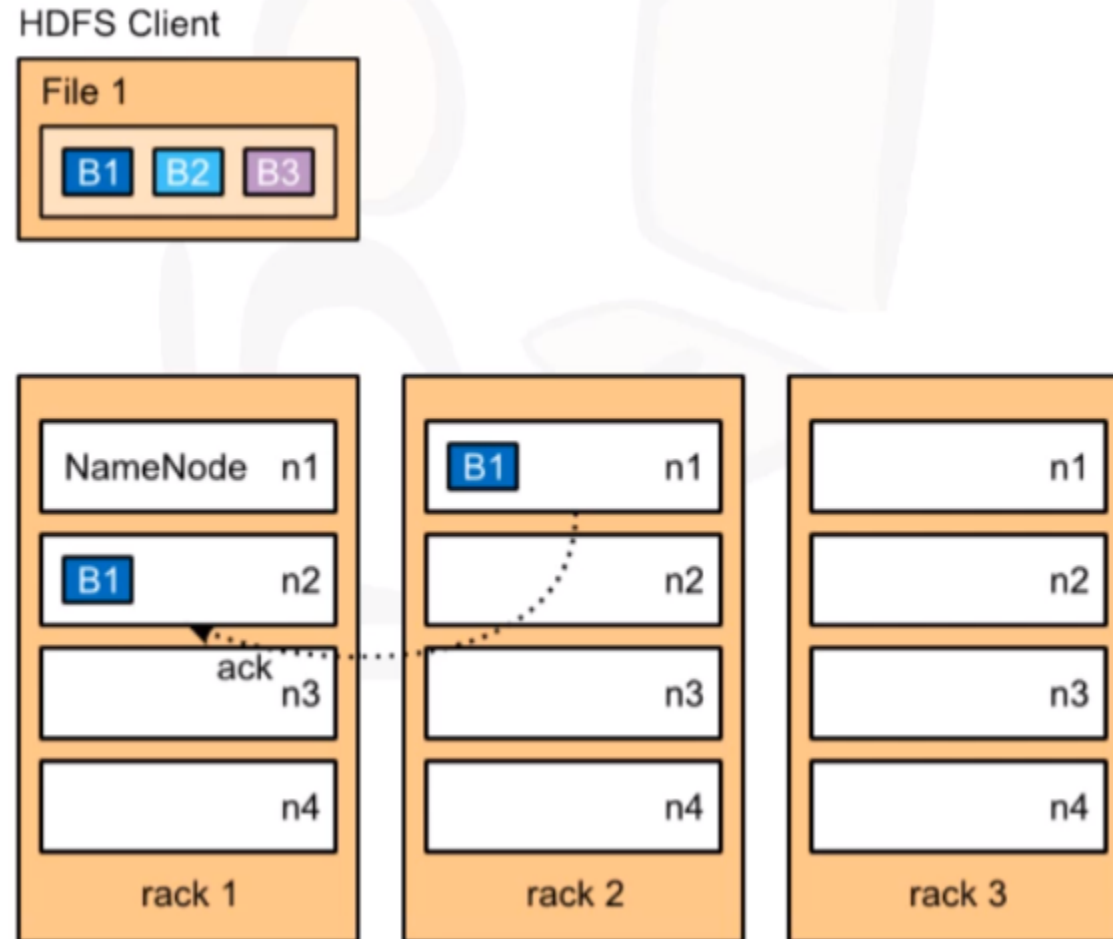 HDFS Client
File 1
B1 B2 B3
NameNode n1
B1 n2
ack
n3
n4
rack 1
B1 n1
n2
n3
n4
rack 2
n1
n2
n3
n4
rack 3